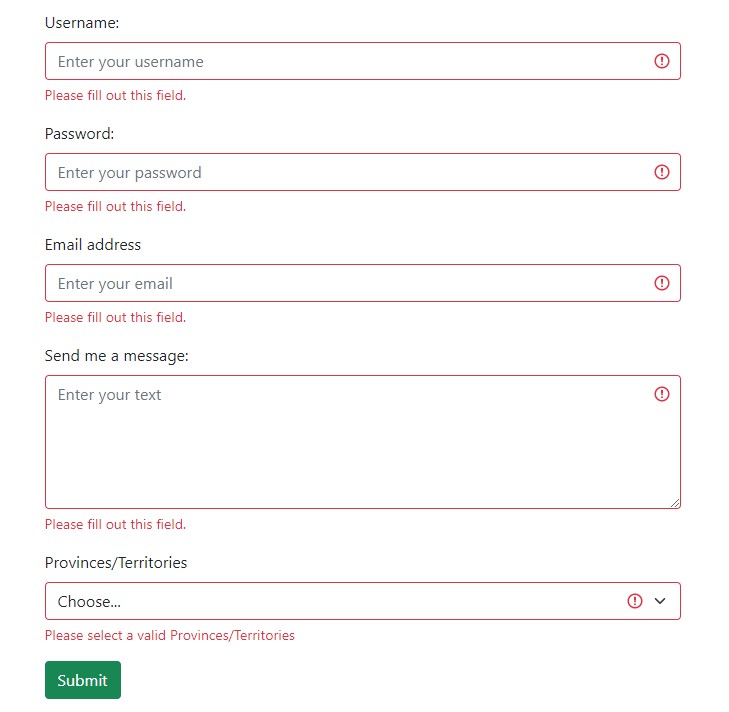 Username:
Enter your username
Please fill out this field.
Password:
Enter your password
Please fill out this field.
Email address
Enter your email
Please fill out this field.
Send me a message:
Enter your text
Please fill out this field.
Provinces/Territories
Choose...
Please select a valid Provinces/Territories
Submit